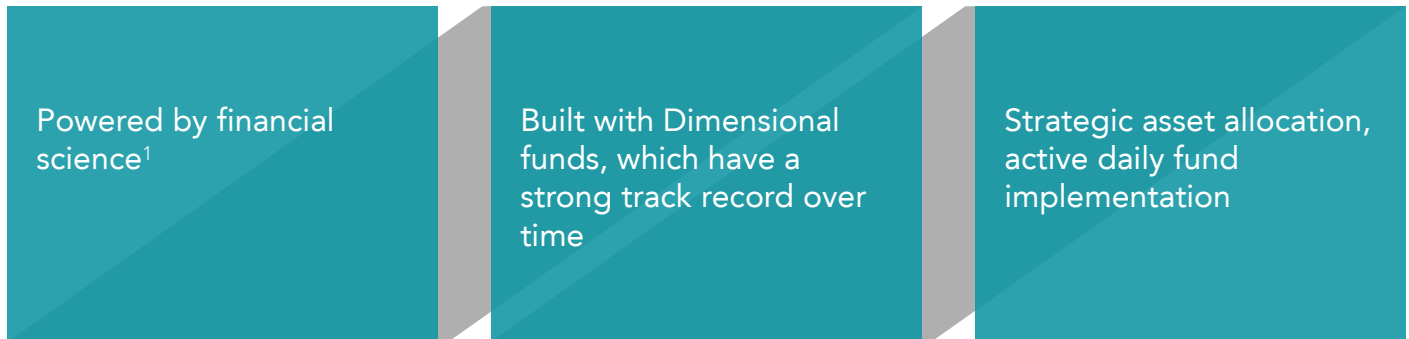 Powered by financial
science¹
Built with Dimensional
funds, which have a
strong track record over
time
Strategic asset allocation,
active daily fund
implementation